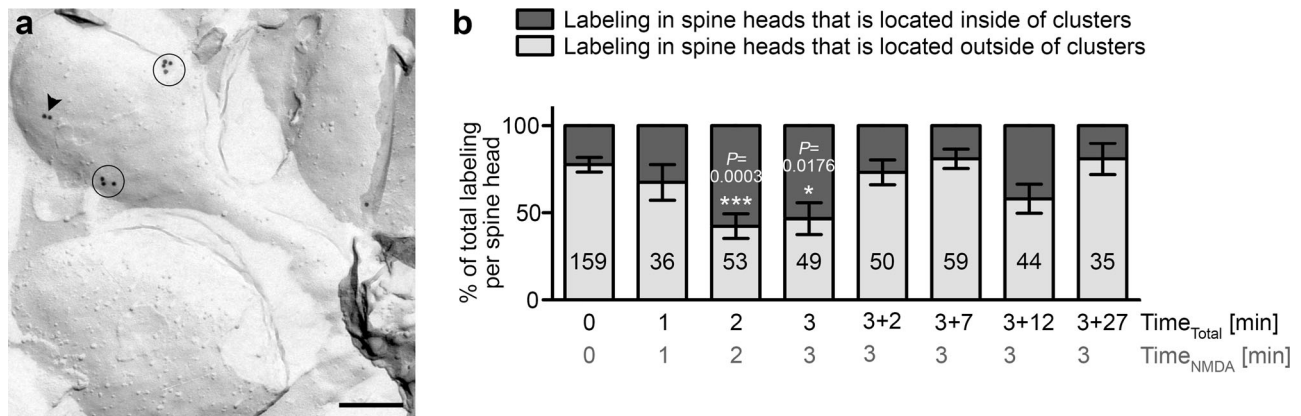 a
b
Labeling in spine heads that is located inside of clusters
Labeling in spine heads that is located outside of clusters
% of total labeling
per spine head
100
50
0
P=
0.0003
***
P=
0.0176
*
159 36 53 49 50 59 44 35
0 1 2 3 3+2 3+7 3+12 3+27 TimeTotal [min]
0 1 2 3 3 3 3 3 TimeNMDA [min]